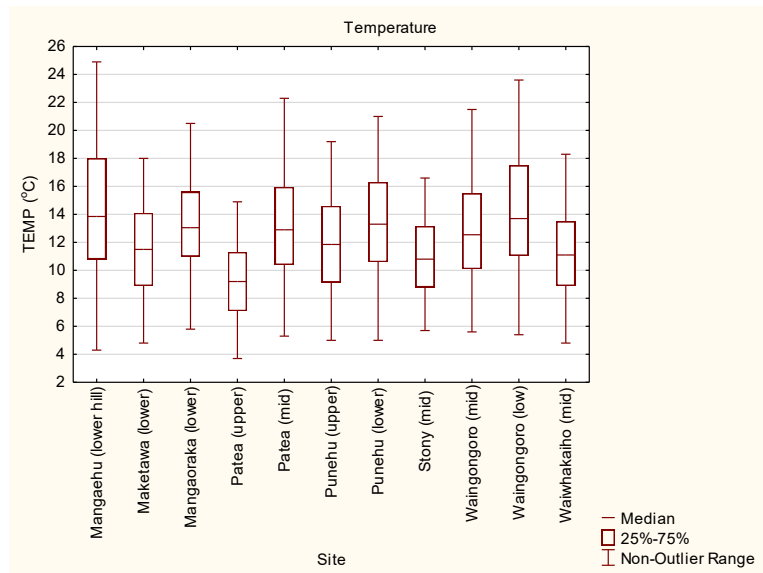 Temperature
26
24
22
20
18
16
14
12
10
8
6
4
2
TEMP (°C)
Mangaehu (lower hill)
Maketawa (lower)
Mangaoraka (lower)
Patea (upper)
Patea (mid)
Punehu (upper)
Punehu (lower)
Stony (mid)
Waingongoro (mid)
Waingongoro (low)
Waiwhakaiho (mid)
Site
Median
25%-75%
Non-Outlier Range